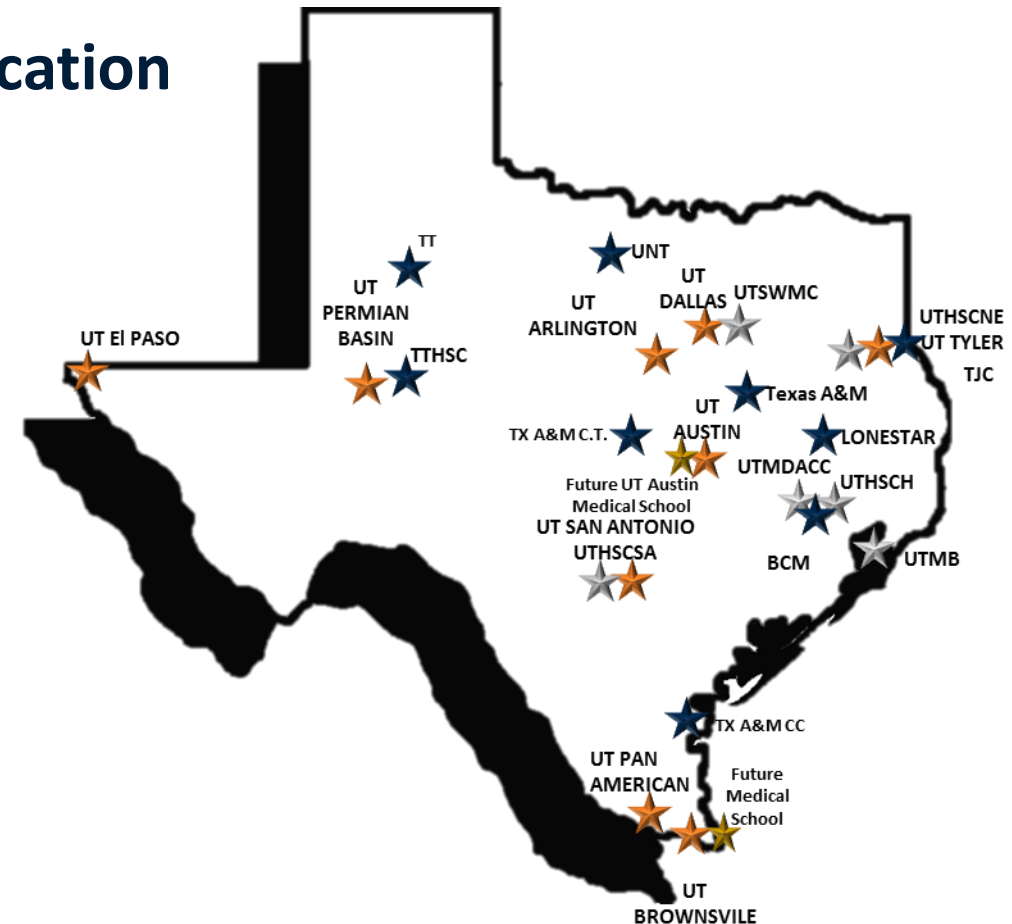 cation
TT
UT
PERMIAN
BASIN
TTHSC
UT El PASO
UNT
UT
DALLAS
UTSWMC
UT
ARLINGTON
UTHSCNE
UT TYLER
TJC
Texas A&M
UT
AUSTIN
TX A&M C.T.
LONESTAR
Future UT Austin
Medical School
UTMDACC
UTHSCH
UT SAN ANTONIO
UTHSCSA
BCM
UTMB
TX A&M CC
UT PAN
AMERICAN
Future
Medical
School
UT
BROWNSVILE